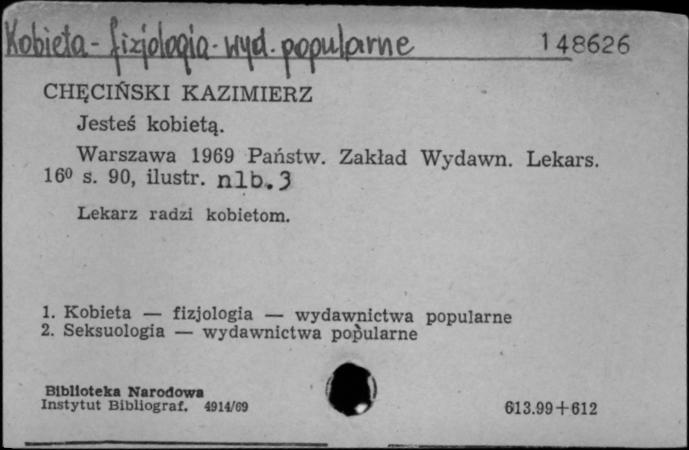 Kobieta - fizjologia - wyd. popularne 148626
CHĘCIŃSKI KAZIMIERZ
Jesteś kobietą.
Warszawa 1969 Państw. Zakład Wydawn. Lekars.
16⁰ s. 90, ilustr. nlb. 3
Lekarz radzi kobietom.
1. Kobieta — fizjologia — wydawnictwa popularne
2. Seksuologia — wydawnictwa popularne
Biblioteka Narodowa
Instytut Bibliograf. 4914/69 613.99+612